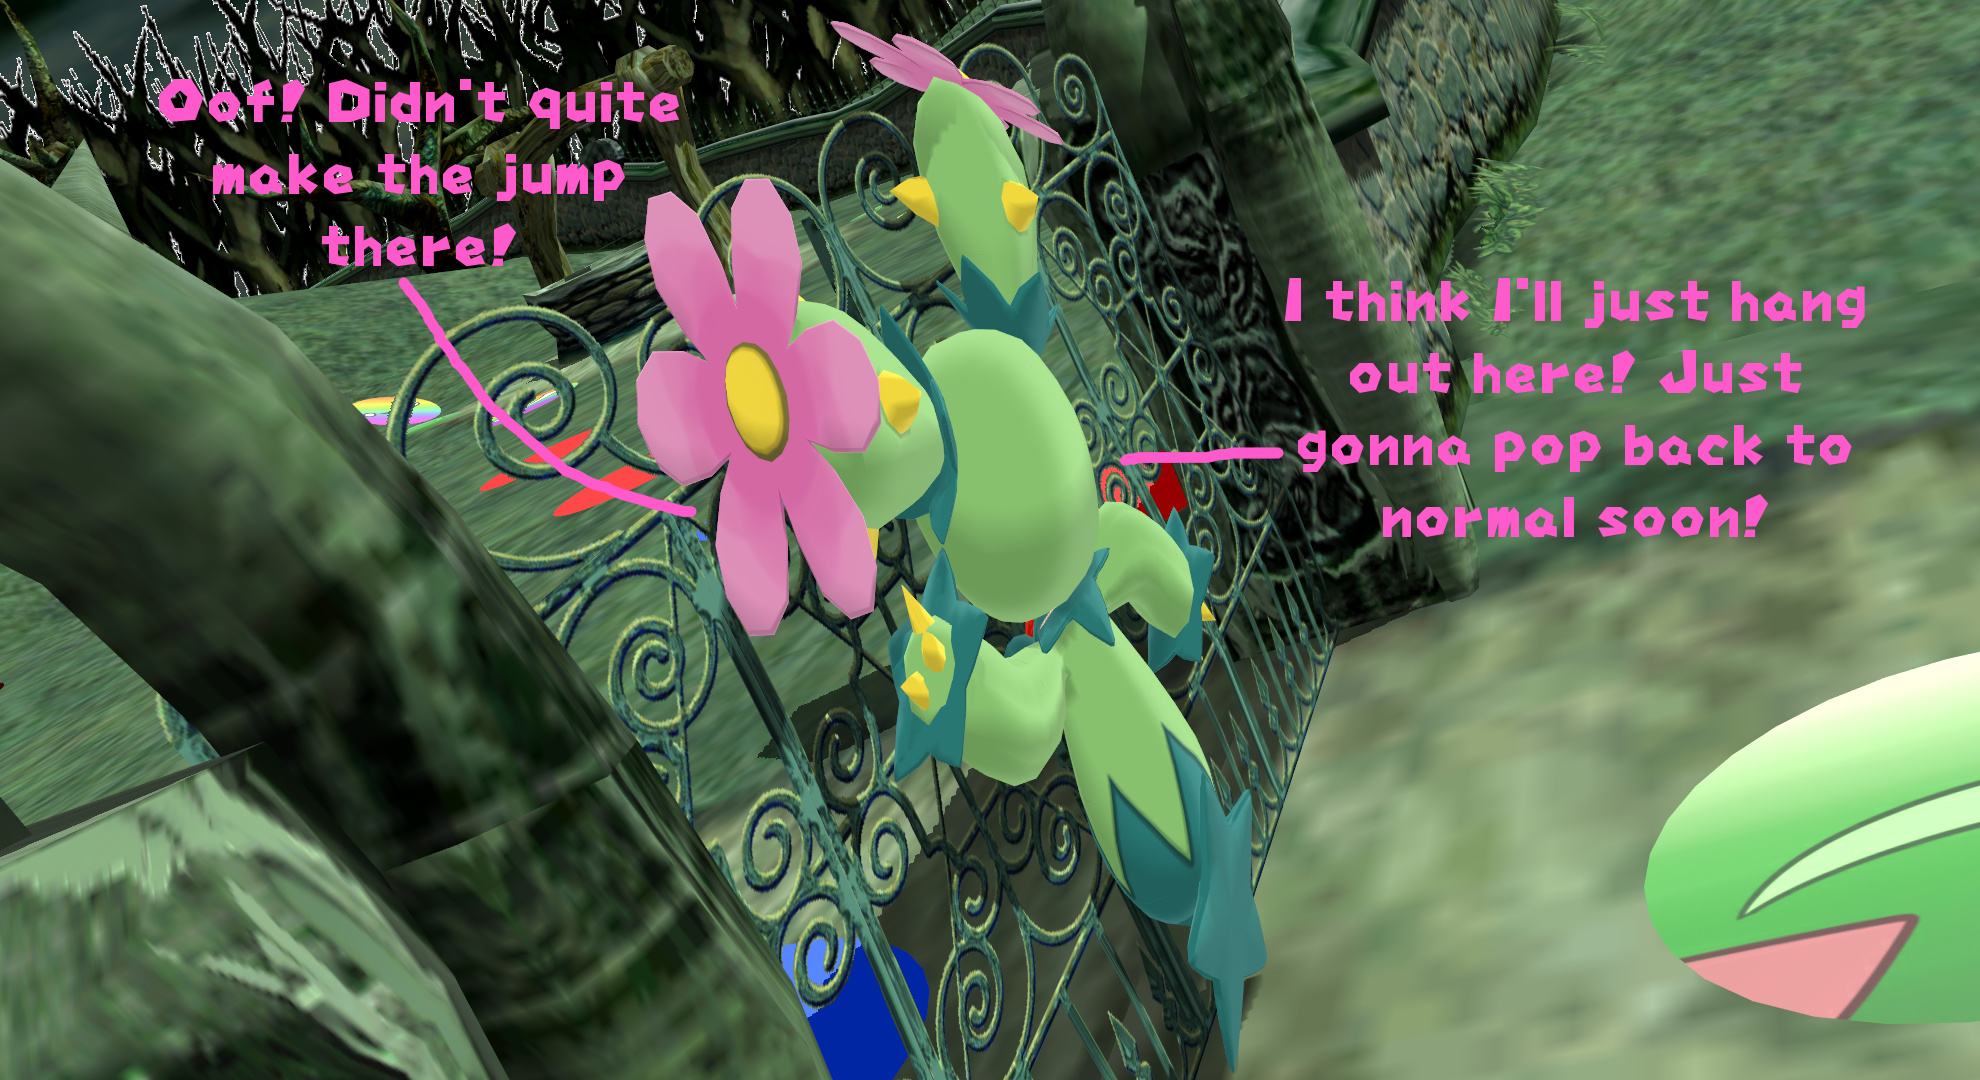 Oof! Didn't quite
make the jump
there!
I think I'll just hang
out here! Just
gonna pop back to
normal soon!